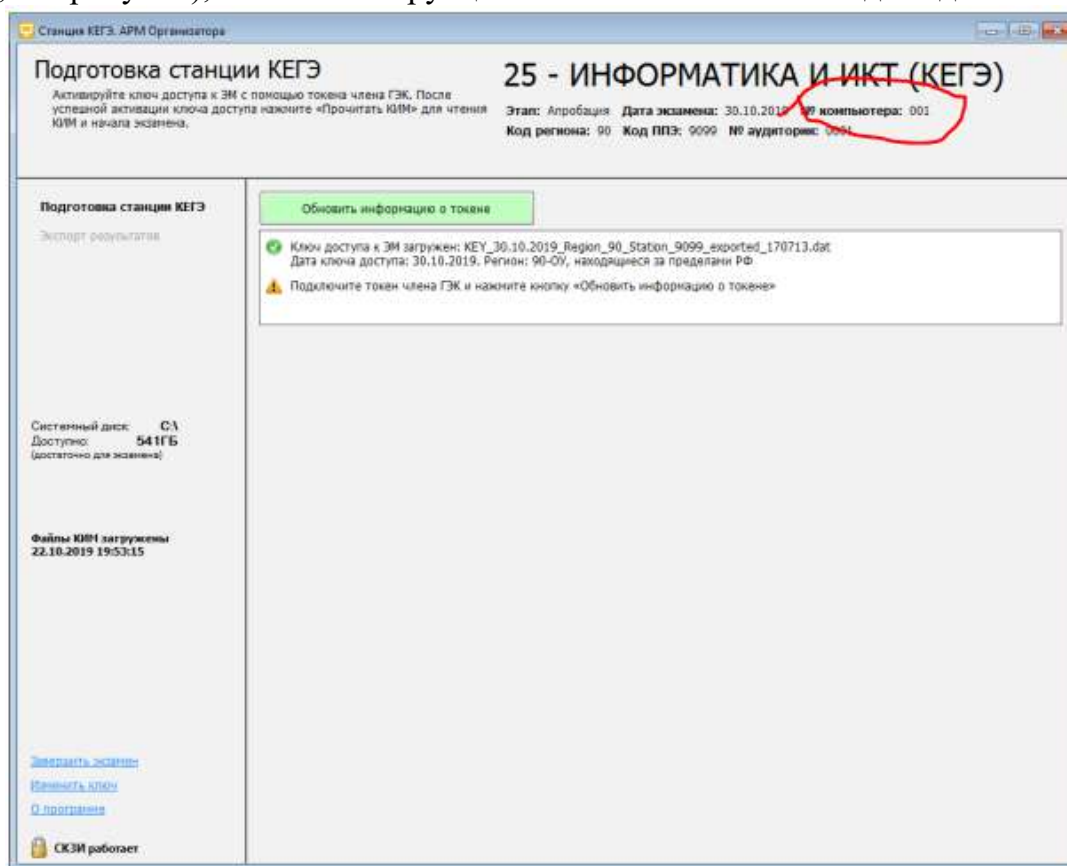 Станция КЕГЭ. АРМ Организатора
Подготовка станции КЕГЭ
Активируйте ключ доступа к ЭМ с помощью токена члена ГЭК. После
успешной активации ключа доступа нажмите «Прочитать КИМ» для чтения
КИМ и начала экзамена.
25 - ИНФОРМАТИКА И ИКТ (КЕГЭ)
Этап: Апробация Дата экзамена: 30.10.2019 № компьютера: 001
Код региона: 90 Код ППЭ: 9099 № аудитории: 0001
Подготовка станции КЕГЭ
Экспорт результатов
Обновить информацию о токене
Ключ доступа к ЭМ загружен: KEY_30.10.2019_Region_90_Station_9099_exported_170713.dat
Дата ключа доступа: 30.10.2019. Регион: 90-ОУ, находящиеся за пределами РФ
Подключите токен члена ГЭК и нажмите кнопку «Обновить информацию о токене»
Системный диск: C:\
Доступно: 541ГБ
(достаточно для экзамена)
Файлы КИМ загружены
22.10.2019 19:53:15
Завершить экзамен
Изменить ключ
О программе
СКЗИ работает